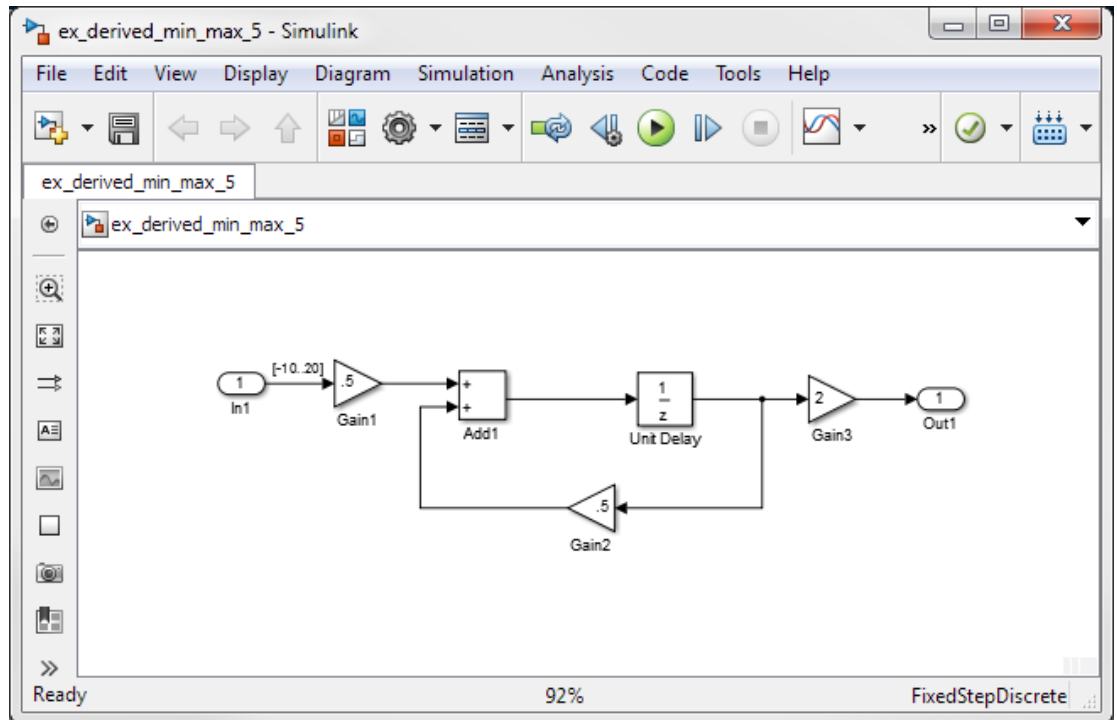 ex_derived_min_max_5 - Simulink
File Edit View Display Diagram Simulation Analysis Code Tools Help
»
ex_derived_min_max_5
ex_derived_min_max_5
[-10..20]
1
In1
.5
Gain1
+
+
Add1
1
z
Unit Delay
2
Gain3
1
Out1
.5
Gain2
A
»
Ready 92% FixedStepDiscrete